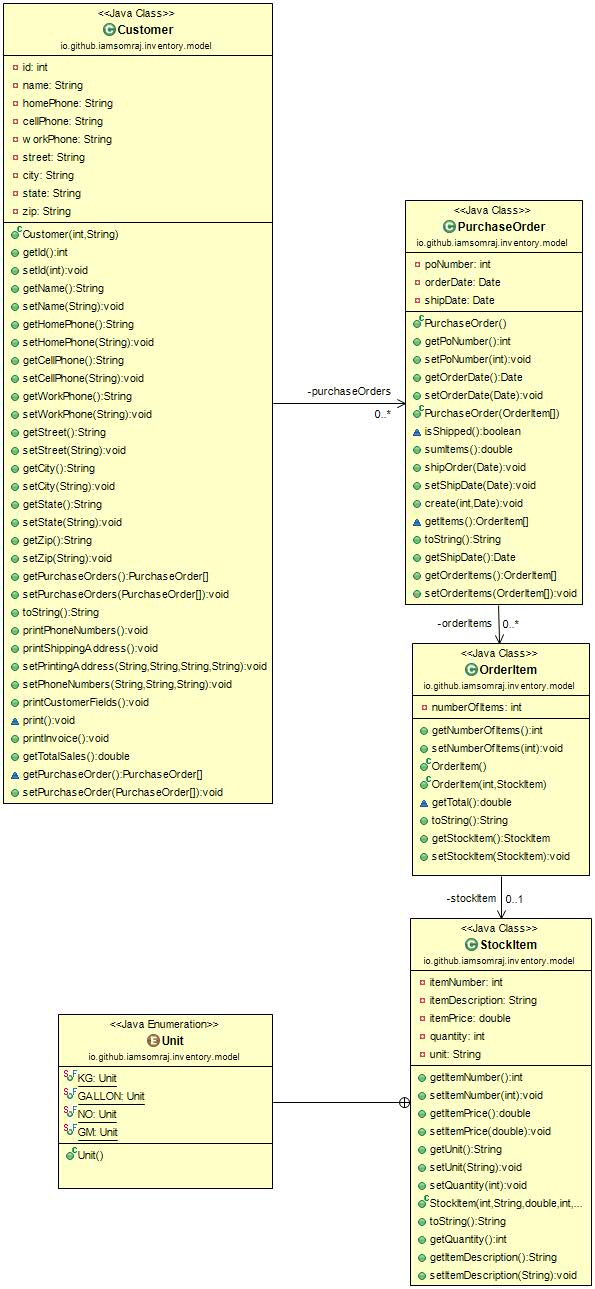 <<Java Class>>
Customer
io.github.iamsomraj.inventory.model
id: int
name: String
homePhone: String
cellPhone: String
workPhone: String
street: String
city: String
state: String
zip: String
Customer(int,String)
getId():int
setId(int):void
getName():String
setName(String):void
getHomePhone():String
setHomePhone(String):void
getCellPhone():String
setCellPhone(String):void
getWorkPhone():String
setWorkPhone(String):void
getStreet():String
setStreet(String):void
getCity():String
setCity(String):void
getState():String
setState(String):void
getZip():String
setZip(String):void
getPurchaseOrders():PurchaseOrder[]
setPurchaseOrders(PurchaseOrder[]):void
toString():String
printPhoneNumbers():void
printShippingAddress():void
setPrintingAddress(String,String,String,String):void
setPhoneNumbers(String,String,String):void
printCustomerFields():void
print():void
printInvoice():void
getTotalSales():double
getPurchaseOrder():PurchaseOrder[]
setPurchaseOrder(PurchaseOrder[]):void
-purchaseOrders
0..*
<<Java Class>>
PurchaseOrder
io.github.iamsomraj.inventory.model
poNumber: int
orderDate: Date
shipDate: Date
PurchaseOrder()
getPoNumber():int
setPoNumber(int):void
getOrderDate():Date
setOrderDate(Date):void
PurchaseOrder(OrderItem[])
isShipped():boolean
sumItems():double
shipOrder(Date):void
setShipDate(Date):void
create(int,Date):void
getItems():OrderItem[]
toString():String
getShipDate():Date
getOrderItems():OrderItem[]
setOrderItems(OrderItem[]):void
-orderItems 0..*
<<Java Class>>
OrderItem
io.github.iamsomraj.inventory.model
numberOfItems: int
getNumberOfItems():int
setNumberOfItems(int):void
OrderItem()
OrderItem(int,StockItem)
getTotal():double
toString():String
getStockItem():StockItem
setStockItem(StockItem):void
-stockItem 0..1
<<Java Class>>
StockItem
io.github.iamsomraj.inventory.model
itemNumber: int
itemDescription: String
itemPrice: double
quantity: int
unit: String
getItemNumber():int
setItemNumber(int):void
getItemPrice():double
setItemPrice(double):void
getUnit():String
setUnit(String):void
setQuantity(int):void
StockItem(int,String,double,int,...
toString():String
getQuantity():int
getItemDescription():String
setItemDescription(String):void
<<Java Enumeration>>
Unit
io.github.iamsomraj.inventory.model
KG: Unit
GALLON: Unit
NO: Unit
GM: Unit
Unit()